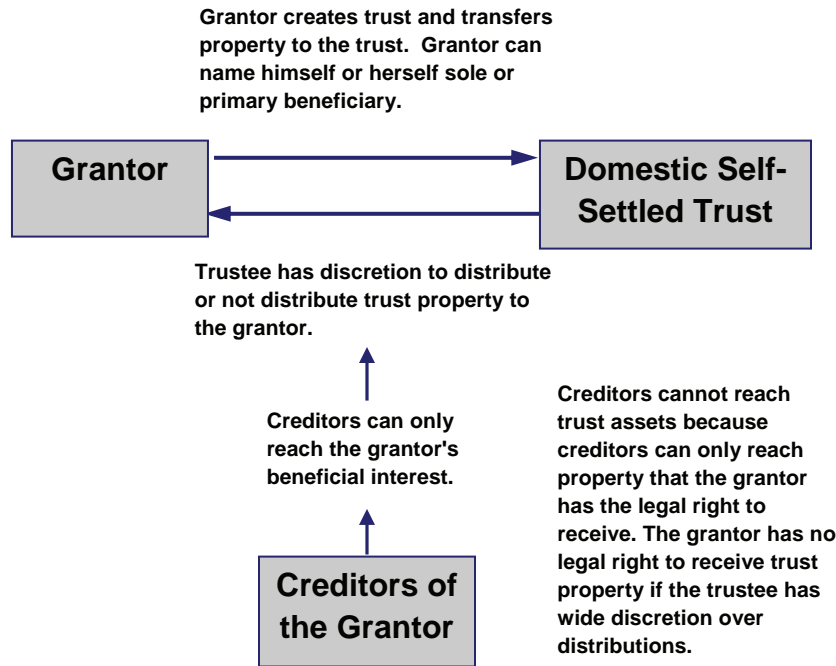 Grantor creates trust and transfers
property to the trust.  Grantor can
name himself or herself sole or
primary beneficiary.
Grantor
Domestic Self-
Settled Trust
Trustee has discretion to distribute
or not distribute trust property to
the grantor.
Creditors can only
reach the grantor's
beneficial interest.
Creditors cannot reach
trust assets because
creditors can only reach
property that the grantor
has the legal right to
receive. The grantor has no
legal right to receive trust
property if the trustee has
wide discretion over
distributions.
Creditors of
the Grantor